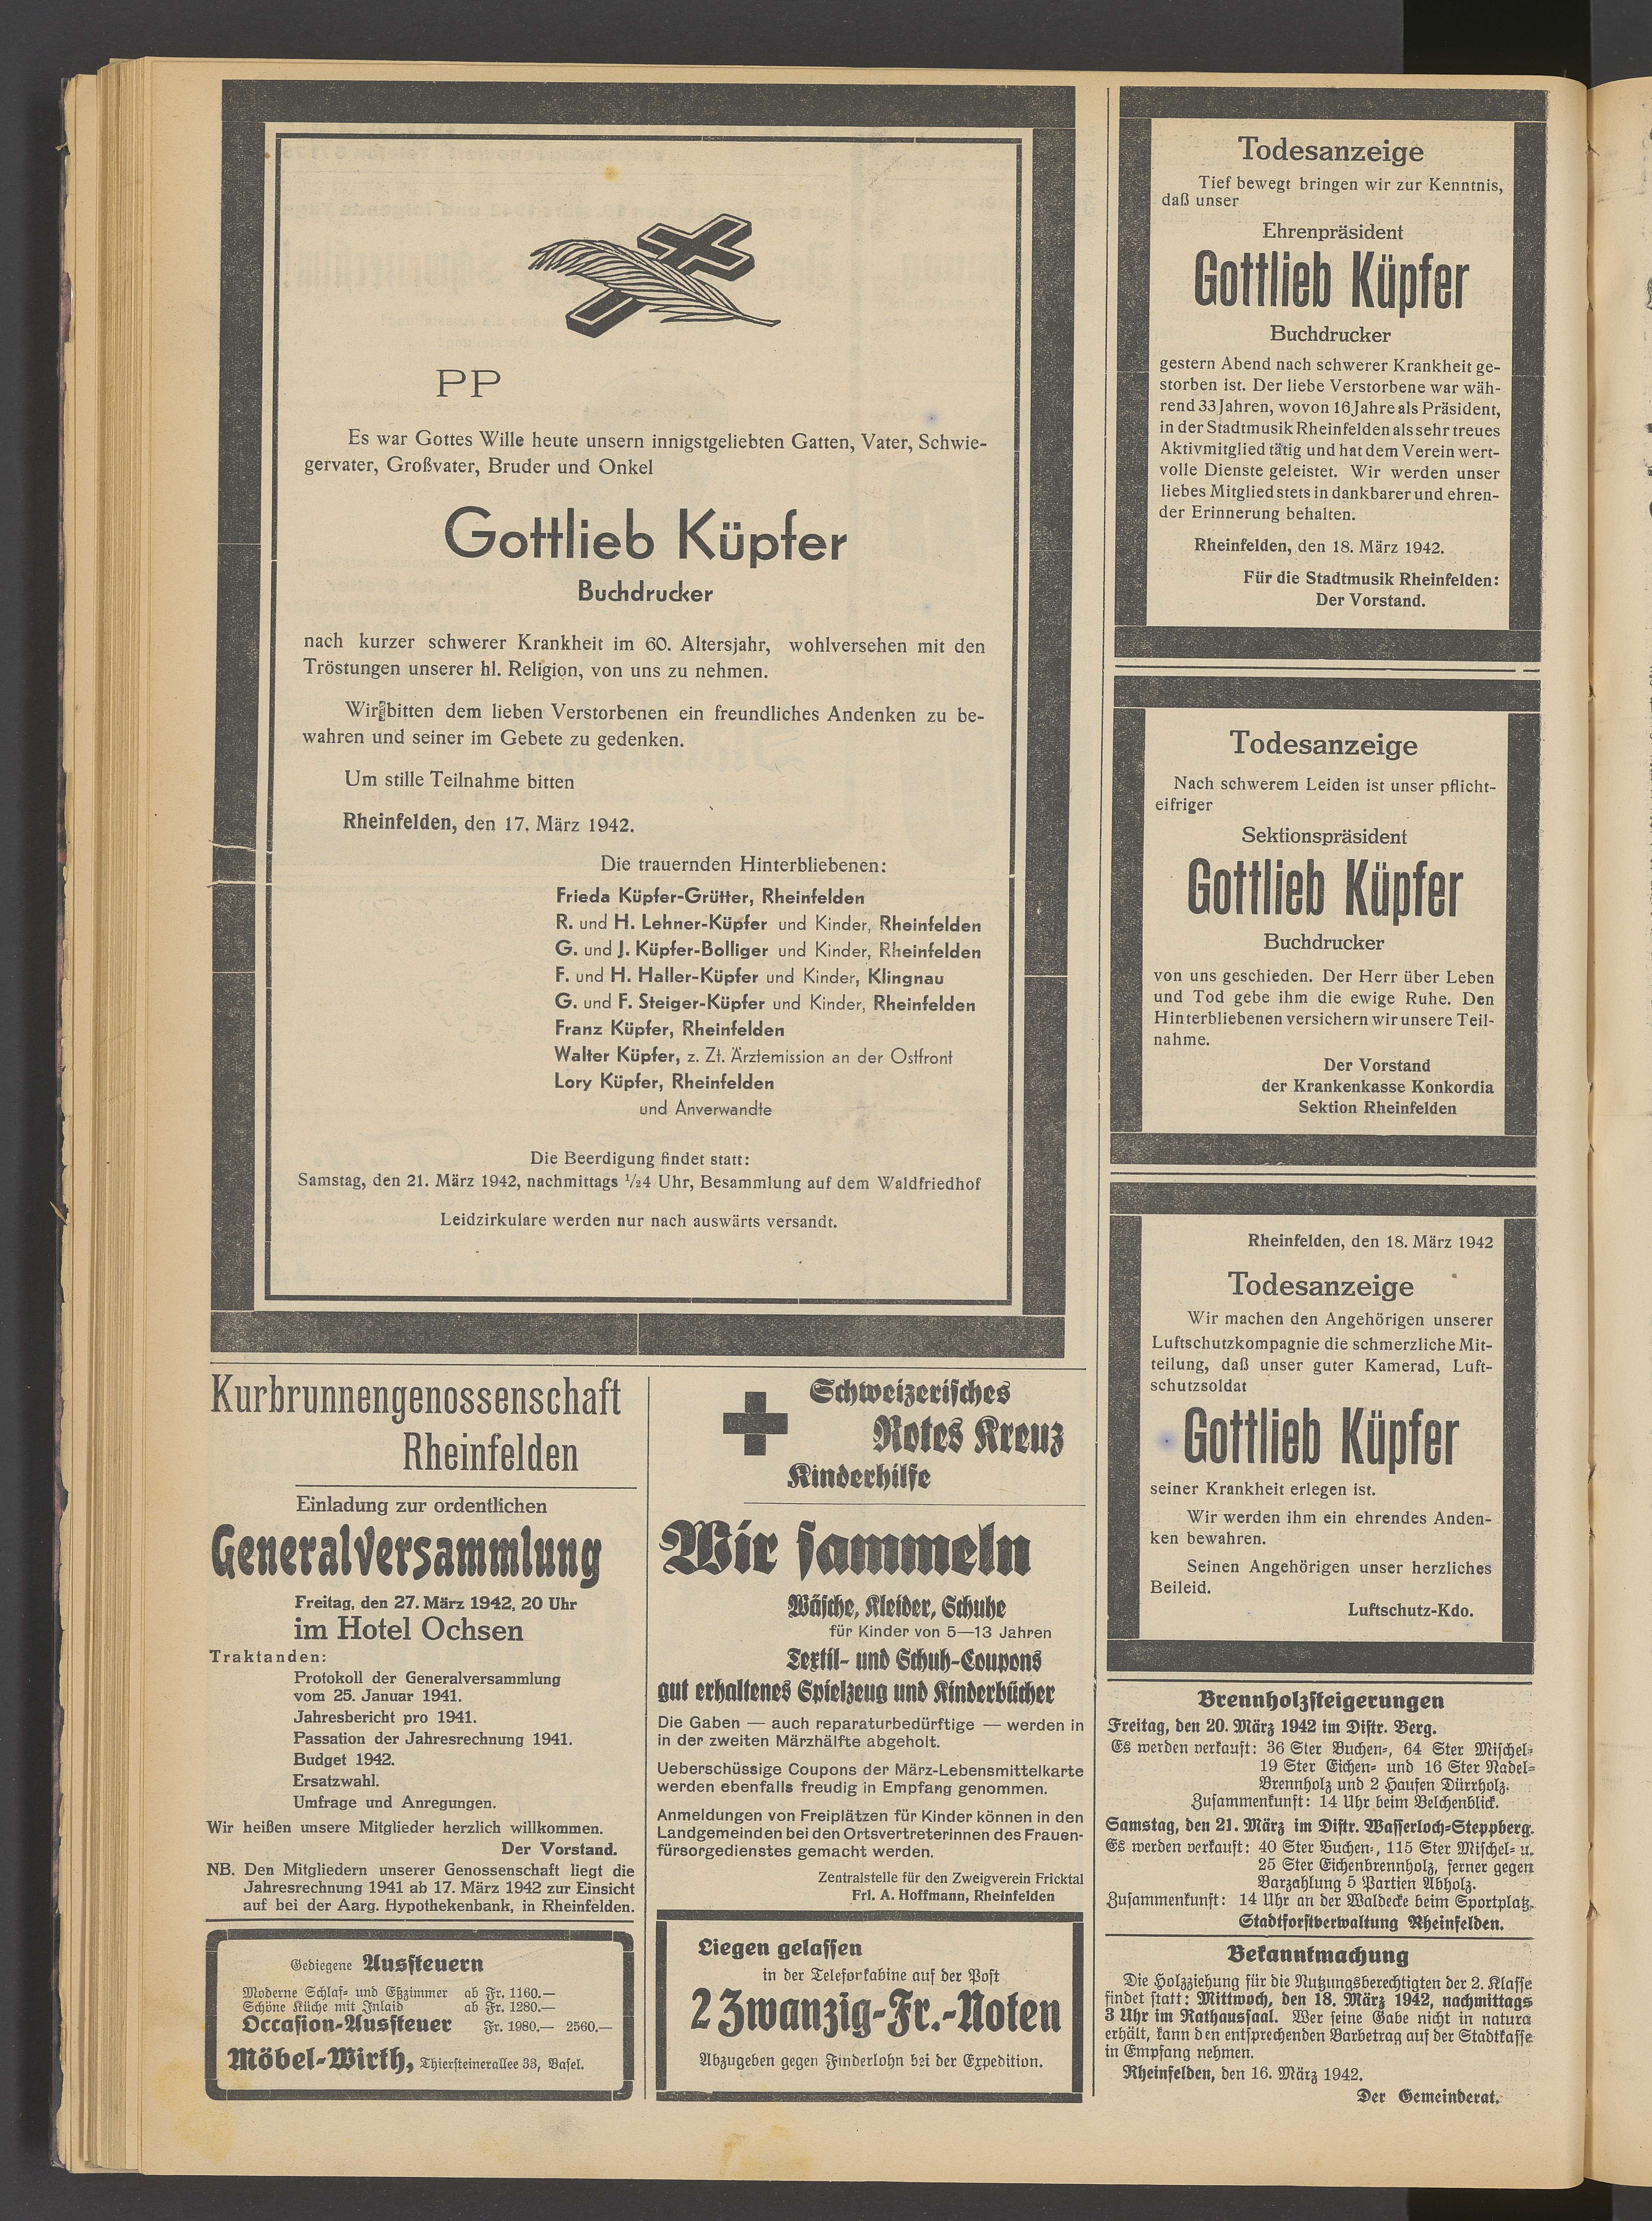 PP
Es war Gottes Wille heute unsern innigstgeliebten Gatten, Vater, Schwie-
gervater, Großvater, Bruder und Onkel
Gottlieb Küpfer
Buchdrucker
nach kurzer schwerer Krankheit im 60. Altersjahr, wohlversehen mit den
Tröstungen unserer hl. Religion, von uns zu nehmen.
Wir bitten dem lieben Verstorbenen ein freundliches Andenken zu be-
wahren und seiner im Gebete zu gedenken.
Um stille Teilnahme bitten
Rheinfelden, den 17. März 1942.
Die trauernden Hinterbliebenen:
Frieda Küpfer-Grütter, Rheinfelden
R. und H. Lehner-Küpfer und Kinder, Rheinfelden
G. und J. Küpfer-Bolliger und Kinder, Rheinfelden
F. und H. Haller-Küpfer und Kinder, Klingnau
G. und F. Steiger-Küpfer und Kinder, Rheinfelden
Franz Küpfer, Rheinfelden
Walter Küpfer, z. Zt. Ärztemission an der Ostfront
Lory Küpfer, Rheinfelden
und Anverwandte
Die Beerdigung findet statt:
Samstag, den 21. März 1942, nachmittags 1/24 Uhr, Besammlung auf dem Waldfriedhof
Leidzirkulare werden nur nach auswärts versandt.
Kurbrunnengenossenschaft
Rheinfelden
Einladung zur ordentlichen
Generalversammlung
Freitag, den 27. März 1942, 20 Uhr
im Hotel Ochsen
Traktanden:
Protokoll der Generalversammlung
vom 25. Januar 1941.
Jahresbericht pro 1941.
Passation der Jahresrechnung 1941.
Budget 1942.
Ersatzwahl.
Umfrage und Anregungen.
Wir heißen unsere Mitglieder herzlich willkommen.
Der Vorstand.
NB. Den Mitgliedern unserer Genossenschaft liegt die
Jahresrechnung 1941 ab 17. März 1942 zur Einsicht
auf bei der Aarg. Hypothekenbank, in Rheinfelden.
Gediegene Aussteuern
Moderne Schlaf- und Eßzimmer ab Fr. 1160.—
Schöne Küche mit Inlaid ab Fr. 1280.—
Occasion-Aussteuer Fr. 1980.— 2560.—
Möbel-Wirth, Thiersteinerallee 33, Basel.
Schweizerisches
Rotes Kreuz
Kinderhilfe
Wir sammeln
Wäsche, Kleider, Schuhe
für Kinder von 5—13 Jahren
Textil- und Schuh-Coupons
gut erhaltenes Spielzeug und Kinderbücher
Die Gaben — auch reparaturbedürftige — werden in
in der zweiten Märzhälfte abgeholt.
Ueberschüssige Coupons der März-Lebensmittelkarte
werden ebenfalls freudig in Empfang genommen.
Anmeldungen von Freiplätzen für Kinder können in den
Landgemeinden bei den Ortsvertreterinnen des Frauen-
fürsorgedienstes gemacht werden.
Zentralstelle für den Zweigverein Fricktal
Frl. A. Hoffmann, Rheinfelden
Liegen gelassen
in der Telefonkabine auf der Post
2 Zwanzig-Fr.-Noten
Abzugeben gegen Finderlohn bei der Expedition.
Todesanzeige
Tief bewegt bringen wir zur Kenntnis,
daß unser
Ehrenpräsident
Gottlieb Küpfer
Buchdrucker
gestern Abend nach schwerer Krankheit ge-
storben ist. Der liebe Verstorbene war wäh-
rend 33 Jahren, wovon 16 Jahre als Präsident,
in der Stadtmusik Rheinfelden als sehr treues
Aktivmitglied tätig und hat dem Verein wert-
volle Dienste geleistet. Wir werden unser
liebes Mitglied stets in dankbarer und ehren-
der Erinnerung behalten.
Rheinfelden, den 18. März 1942.
Für die Stadtmusik Rheinfelden:
Der Vorstand.
Todesanzeige
Nach schwerem Leiden ist unser pflicht-
eifriger
Sektionspräsident
Gottlieb Küpfer
Buchdrucker
von uns geschieden. Der Herr über Leben
und Tod gebe ihm die ewige Ruhe. Den
Hinterbliebenen versichern wir unsere Teil-
nahme.
Der Vorstand
der Krankenkasse Konkordia
Sektion Rheinfelden
Rheinfelden, den 18. März 1942
Todesanzeige
Wir machen den Angehörigen unserer
Luftschutzkompagnie die schmerzliche Mit-
teilung, daß unser guter Kamerad, Luft-
schutzsoldat
Gottlieb Küpfer
seiner Krankheit erlegen ist.
Wir werden ihm ein ehrendes Anden-
ken bewahren.
Seinen Angehörigen unser herzliches
Beileid.
Luftschutz-Kdo.
Brennholzsteigerungen
Freitag, den 20. März 1942 im Distr. Berg.
Es werden verkauft: 36 Ster Buchen-, 64 Ster Mischel-
19 Ster Eichen- und 16 Ster Nadel-
Brennholz und 2 Haufen Dürrholz.
Zusammenkunft: 14 Uhr beim Belchenblick.
Samstag, den 21. März im Distr. Wasserloch-Steppberg.
Es werden verkauft: 40 Ster Buchen-, 115 Ster Mischel- u.
25 Ster Eichenbrennholz, ferner gegen
Barzahlung 5 Partien Abholz.
Zusammenkunft: 14 Uhr an der Waldecke beim Sportplatz.
Stadtforstverwaltung Rheinfelden.
Bekanntmachung
Die Holzziehung für die Nutzungsberechtigten der 2. Klasse
findet statt: Mittwoch, den 18. März 1942, nachmittags
3 Uhr im Rathaussaal. Wer seine Gabe nicht in natura
erhält, kann den entsprechenden Barbetrag auf der Stadtkasse
in Empfang nehmen.
Rheinfelden, den 16. März 1942.
Der Gemeinderat.